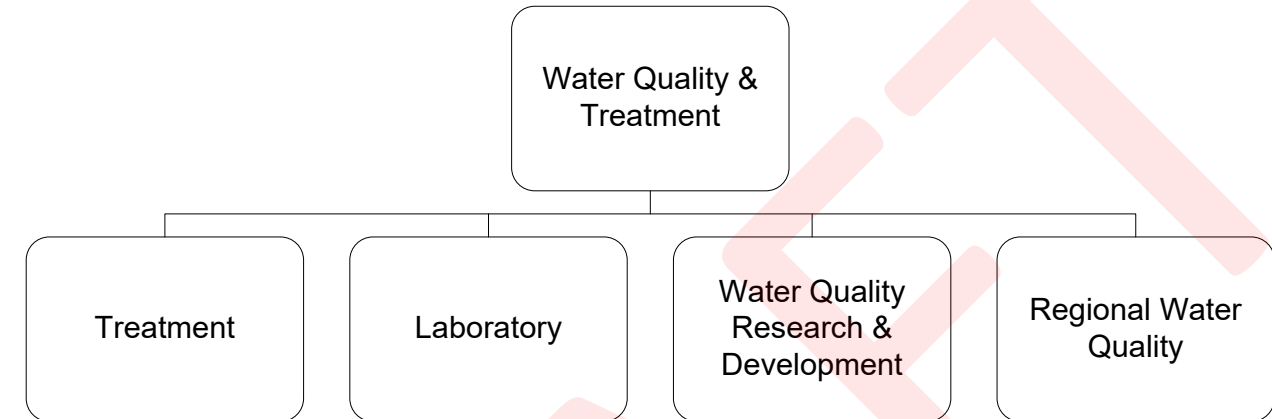 Water Quality &
Treatment
Treatment
Laboratory
Water Quality
Research &
Development
Regional Water
Quality